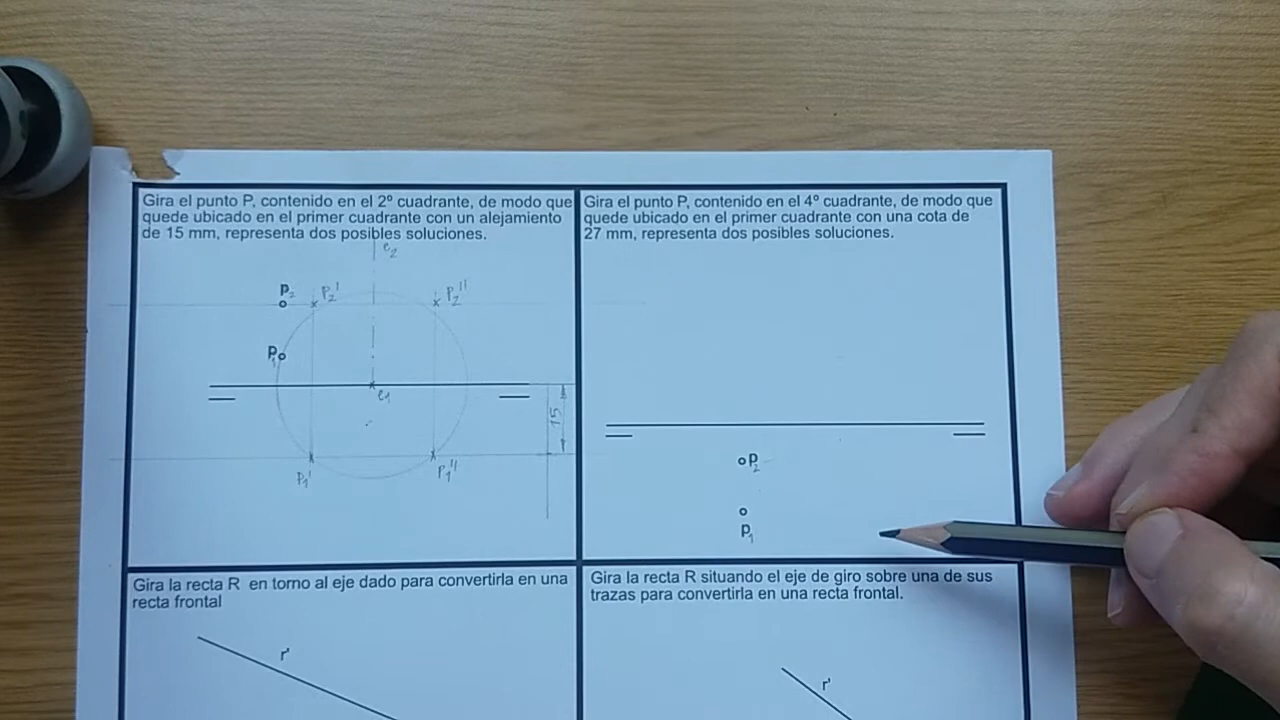 Gira el punto P, contenido en el 2º cuadrante, de modo que
quede ubicado en el primer cuadrante con un alejamiento
de 15 mm, representa dos posibles soluciones.
e2
P2
P2'
P2''
P1
e1
15
P1'
P1''
Gira el punto P, contenido en el 4º cuadrante, de modo que
quede ubicado en el primer cuadrante con una cota de
27 mm, representa dos posibles soluciones.
P2
P1
Gira la recta R en torno al eje dado para convertirla en una
recta frontal
r'
Gira la recta R situando el eje de giro sobre una de sus
trazas para convertirla en una recta frontal.
r'